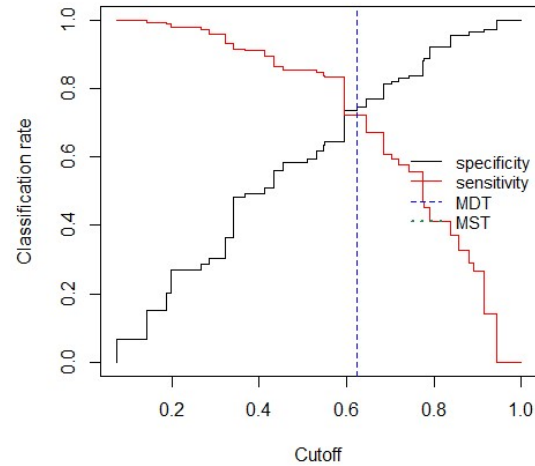 1.0
0.8
0.6
0.4
0.2
0.0
Classification rate
specificity
sensitivity
MDT
MST
0.2 0.4 0.6 0.8 1.0
Cutoff